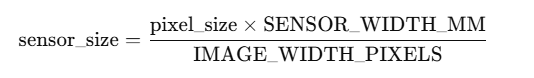 sensor_size = pixel_size × SENSOR_WIDTH_MM / IMAGE_WIDTH_PIXELS